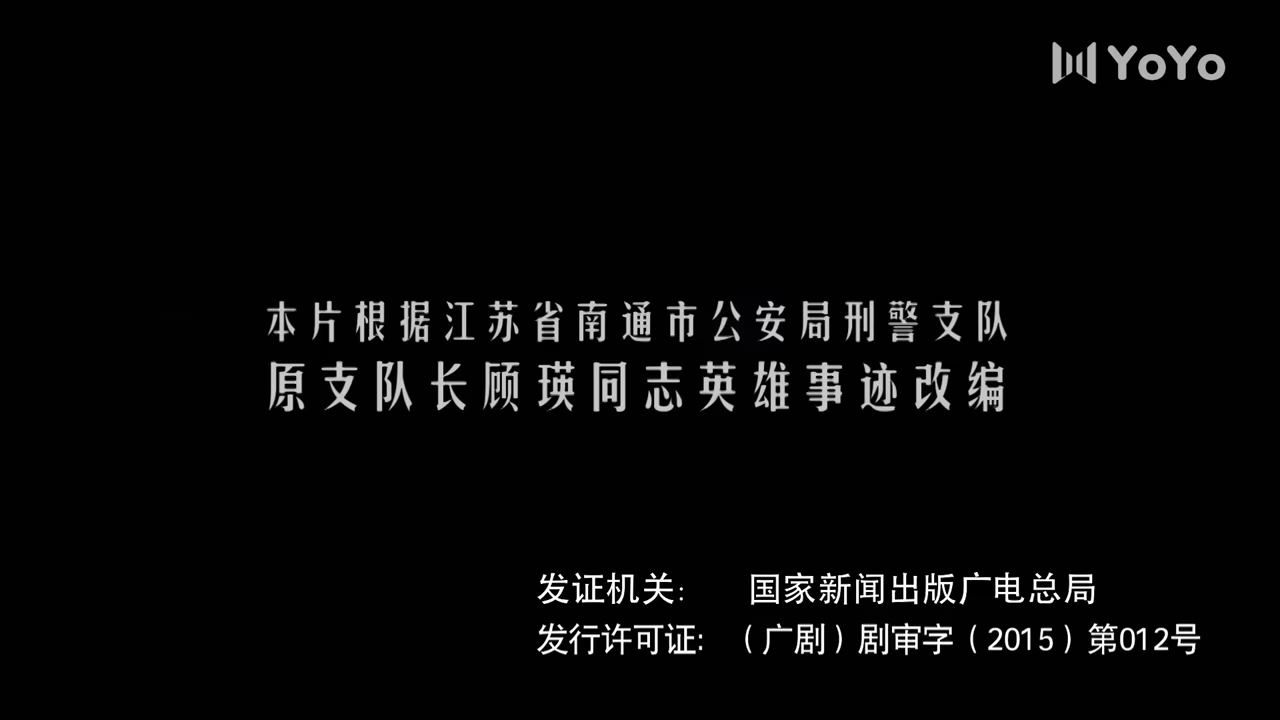 YoYo
本片根据江苏省南通市公安局刑警支队
原支队长顾瑛同志英雄事迹改编
发证机关： 国家新闻出版广电总局
发行许可证：（广剧）剧审字（2015）第012号